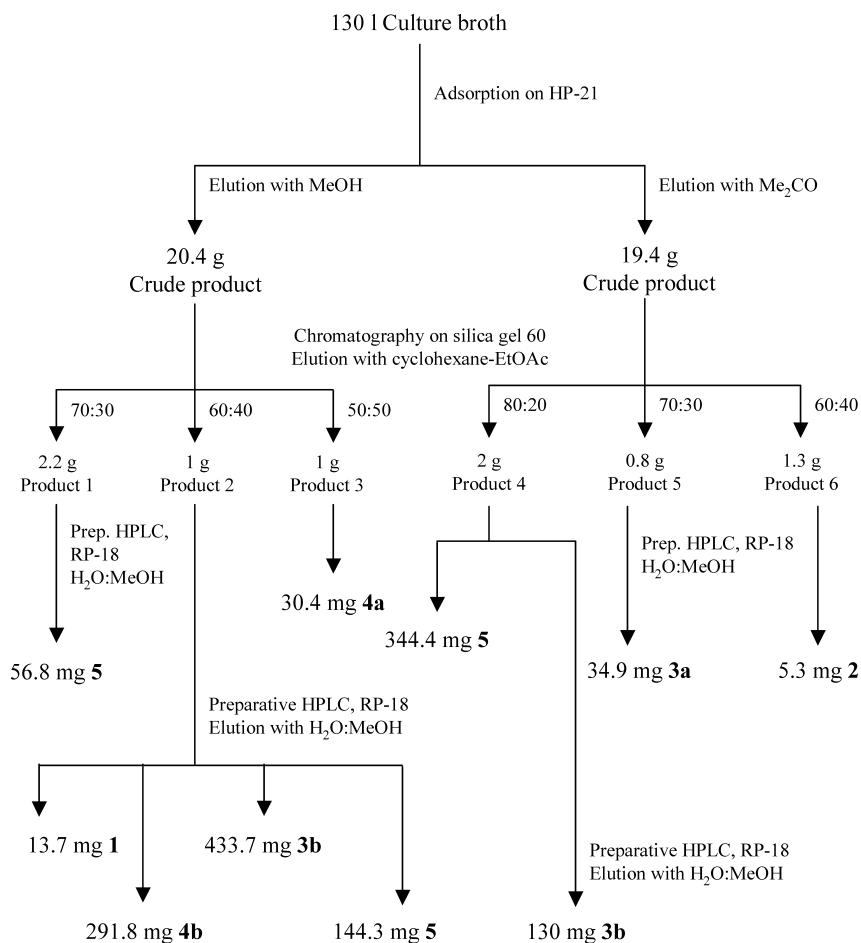 130 l Culture broth
Adsorption on HP-21
Elution with MeOH
Elution with Me₂CO
20.4 g
Crude product
19.4 g
Crude product
Chromatography on silica gel 60
Elution with cyclohexane-EtOAc
70:30
60:40
50:50
80:20
70:30
60:40
2.2 g
Product 1
1 g
Product 2
1 g
Product 3
2 g
Product 4
0.8 g
Product 5
1.3 g
Product 6
Prep. HPLC,
RP-18
H₂O:MeOH
Prep. HPLC, RP-18
H₂O:MeOH
30.4 mg 4a
344.4 mg 5
56.8 mg 5
34.9 mg 3a
5.3 mg 2
Preparative HPLC, RP-18
Elution with H₂O:MeOH
13.7 mg 1
433.7 mg 3b
Preparative HPLC, RP-18
Elution with H₂O:MeOH
291.8 mg 4b
144.3 mg 5
130 mg 3b